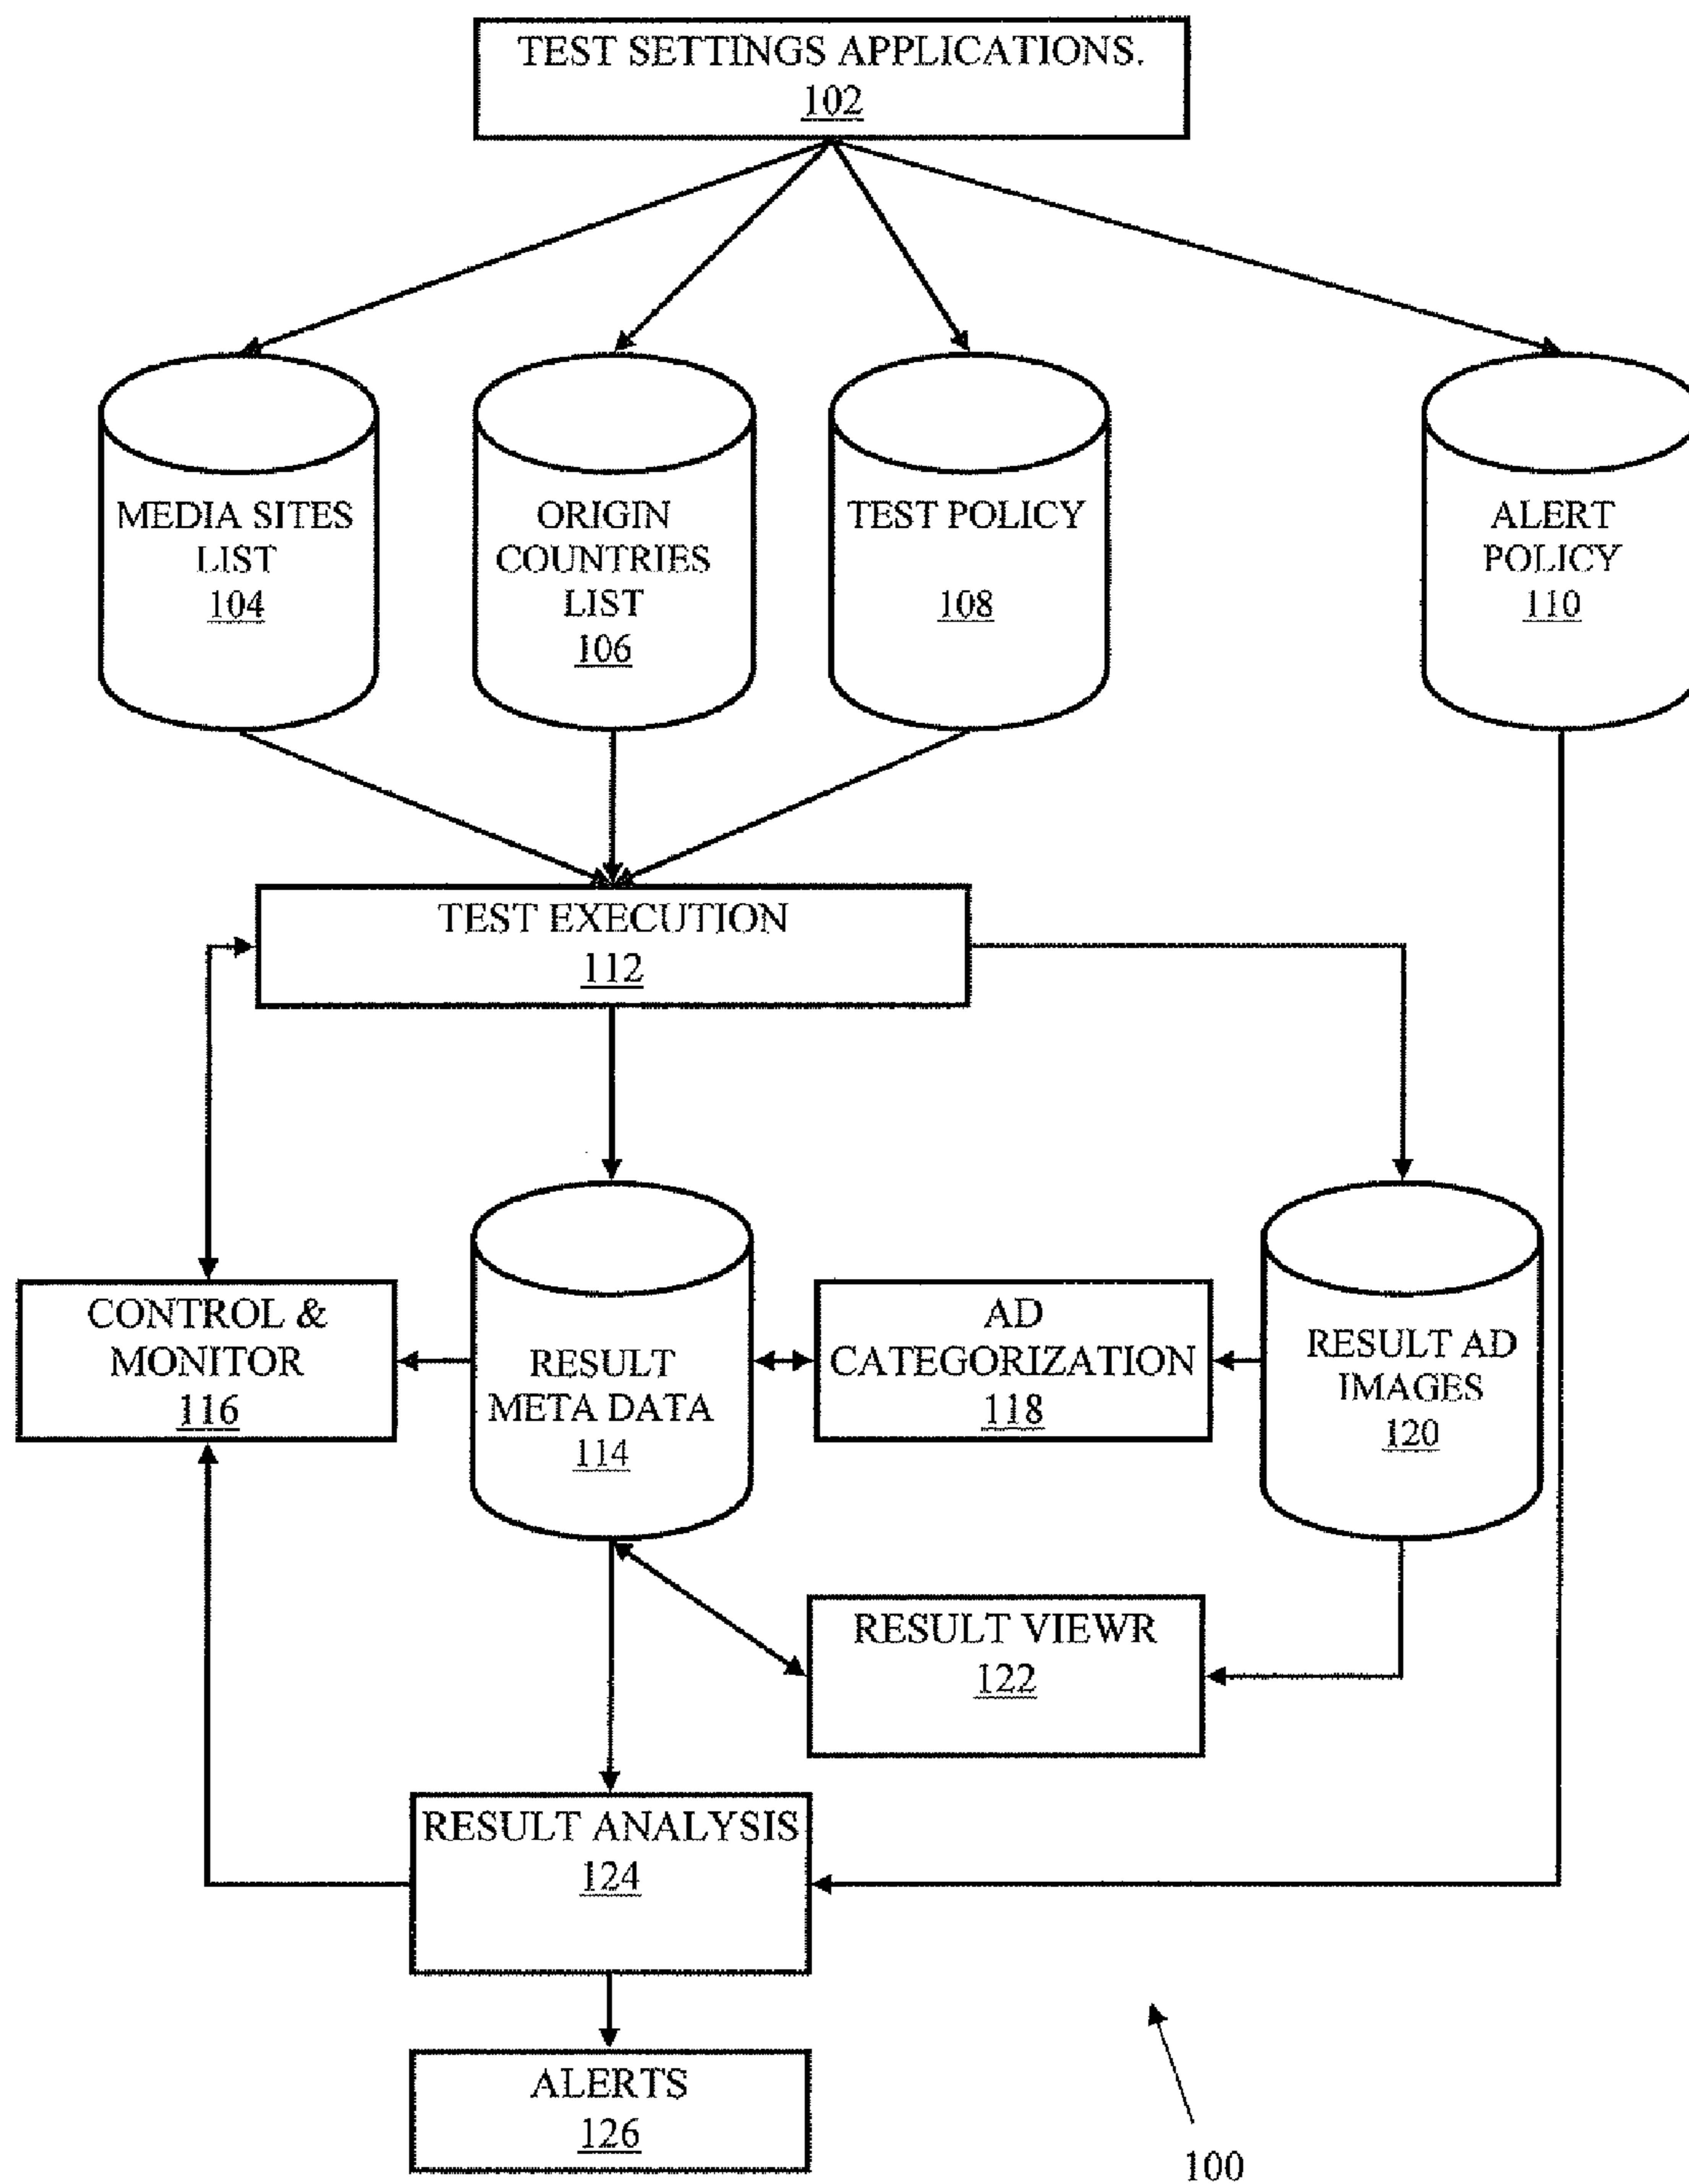 TEST SETTINGS APPLICATIONS.
102
MEDIA SITES
LIST
104
ORIGIN
COUNTRIES
LIST
106
TEST POLICY
108
ALERT
POLICY
110
TEST EXECUTION
112
CONTROL &
MONITOR
116
RESULT
META DATA
114
AD
CATEGORIZATION
118
RESULT AD
IMAGES
120
RESULT VIEWR
122
RESULT ANALYSIS
124
ALERTS
126
100